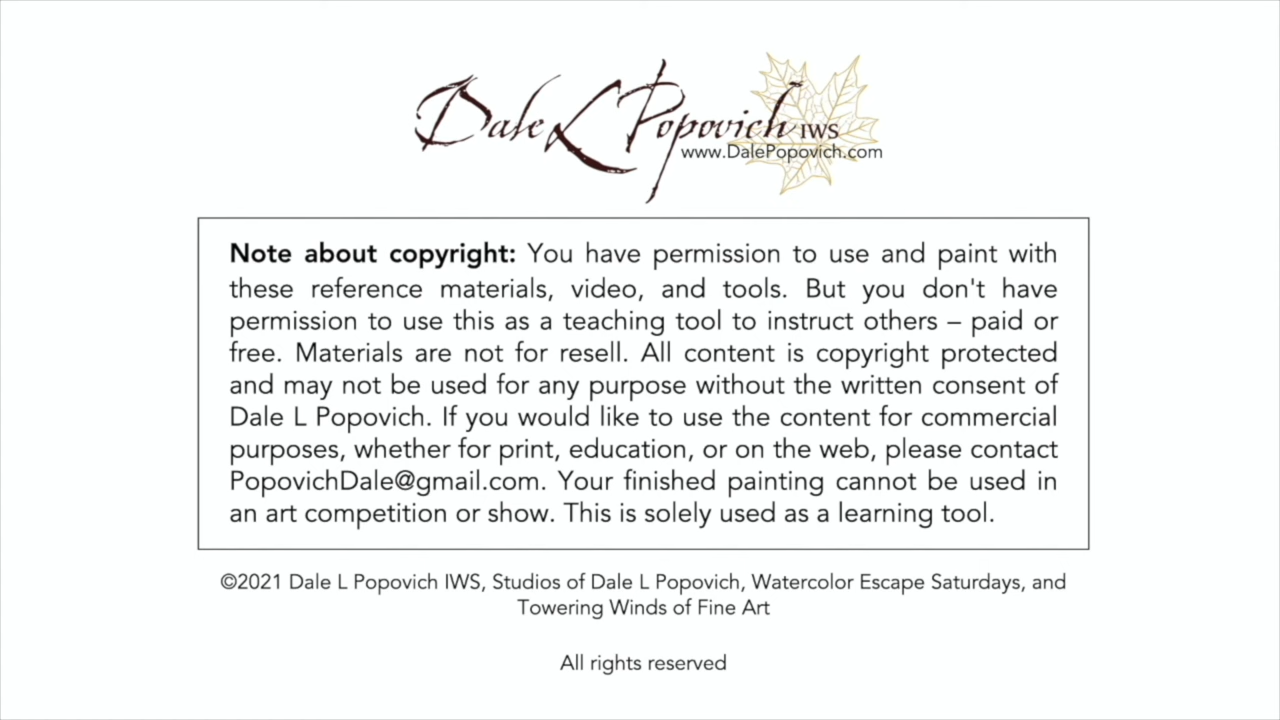 Dale L Popovich IWS
www.DalePopovich.com
Note about copyright: You have permission to use and paint with
these reference materials, video, and tools. But you don't have
permission to use this as a teaching tool to instruct others – paid or
free. Materials are not for resell. All content is copyright protected
and may not be used for any purpose without the written consent of
Dale L Popovich. If you would like to use the content for commercial
purposes, whether for print, education, or on the web, please contact
PopovichDale@gmail.com. Your finished painting cannot be used in
an art competition or show. This is solely used as a learning tool.
©2021 Dale L Popovich IWS, Studios of Dale L Popovich, Watercolor Escape Saturdays, and
Towering Winds of Fine Art
All rights reserved